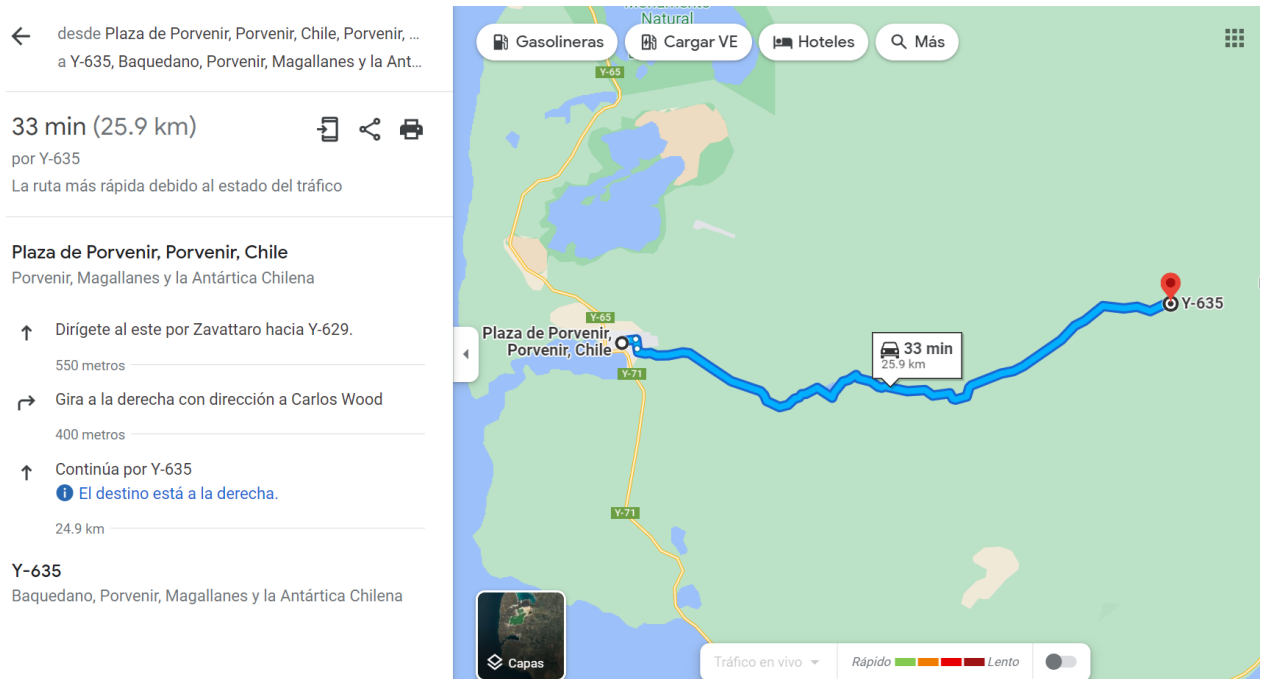 desde Plaza de Porvenir, Porvenir, Chile, Porvenir, ...
a Y-635, Baquedano, Porvenir, Magallanes y la Ant...
33 min (25.9 km)
por Y-635
La ruta más rápida debido al estado del tráfico
Plaza de Porvenir, Porvenir, Chile
Porvenir, Magallanes y la Antártica Chilena
Dirígete al este por Zavattaro hacia Y-629.
550 metros
Gira a la derecha con dirección a Carlos Wood
400 metros
Continúa por Y-635
El destino está a la derecha.
24.9 km
Y-635
Baquedano, Porvenir, Magallanes y la Antártica Chilena
Natural
Gasolineras
Cargar VE
Hoteles
Más
Y-65
Y-65
Plaza de Porvenir,
Porvenir, Chile
Y-71
33 min
25.9 km
Y-635
Y-71
Capas
Tráfico en vivo
Rápido
Lento